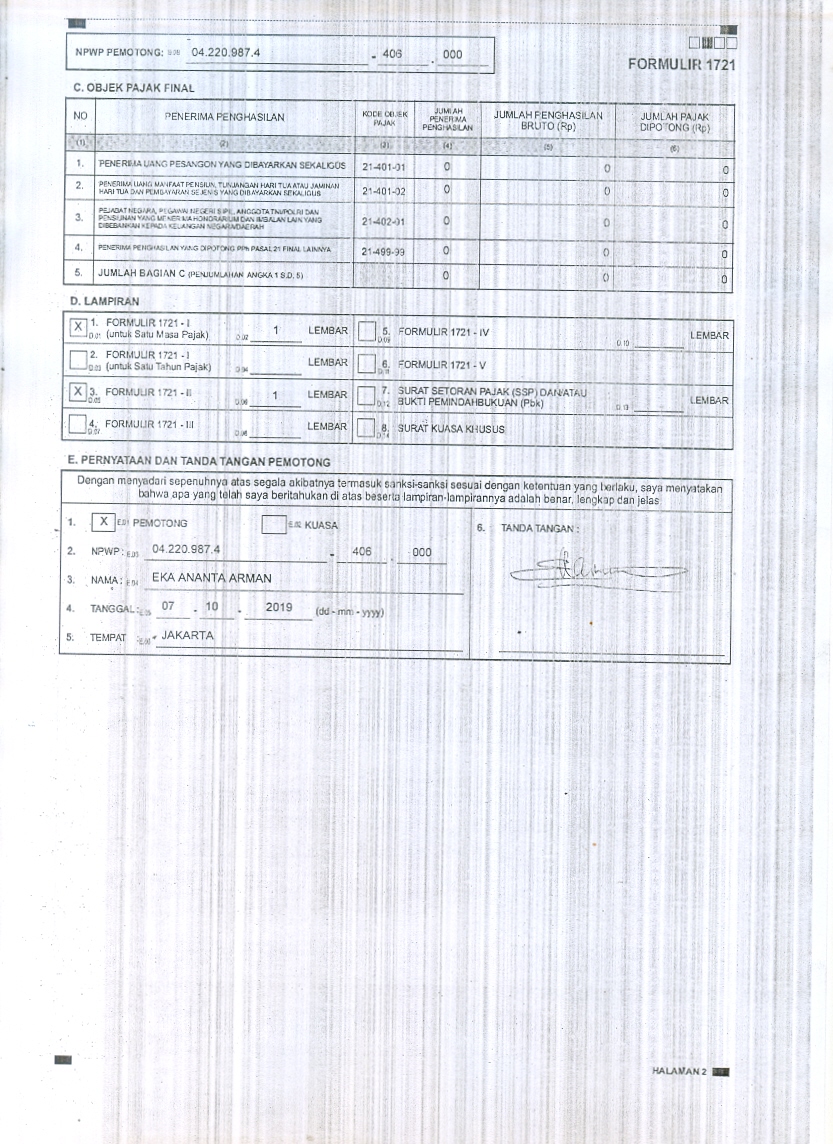 NPWP PEMOTONG: 04.220.987.4 - 406 . 000
FORMULIR 1721
C. OBJEK PAJAK FINAL
NO PENERIMA PENGHASILAN KODE OBJEK PAJAK JUMLAH PENERIMA PENGHASILAN JUMLAH PENGHASILAN BRUTO (Rp) JUMLAH PAJAK DIPOTONG (Rp)
(1) (2) (3) (4) (5) (6)
1. PENERIMA UANG PESANGON YANG DIBAYARKAN SEKALIGUS 21-401-01 0 0 0
2. PENERIMA UANG MANFAAT PENSIUN, TUNJANGAN HARI TUA ATAU JAMINAN
HARI TUA DAN PEMBAYARAN SEJENIS YANG DIBAYARKAN SEKALIGUS 21-401-02 0 0 0
3. PEJABAT NEGARA, PEGAWAI NEGERI SIPIL, ANGGOTA TNI/POLRI DAN
PENSIUNAN YANG MENERIMA HONORARIUM DAN IMBALAN LAIN YANG
DIBEBANKAN KEPADA KEUANGAN NEGARA/DAERAH 21-402-01 0 0 0
4. PENERIMA PENGHASILAN YANG DIPOTONG PPh PASAL 21 FINAL LAINNYA 21-499-99 0 0 0
5. JUMLAH BAGIAN C (PENJUMLAHAN ANGKA 1 S.D. 5) 0 0 0
D. LAMPIRAN
X 1. FORMULIR 1721 - I
D.01 (untuk Satu Masa Pajak) D.02 1 LEMBAR
5. FORMULIR 1721 - IV
D.09 D.10 LEMBAR
2. FORMULIR 1721 - I
D.03 (untuk Satu Tahun Pajak) D.04 LEMBAR
6. FORMULIR 1721 - V
D.11
X 3. FORMULIR 1721 - II
D.05 D.06 1 LEMBAR
7. SURAT SETORAN PAJAK (SSP) DAN/ATAU
D.12 BUKTI PEMINDAHBUKUAN (Pbk) D.13 LEMBAR
4. FORMULIR 1721 - III
D.07 D.08 LEMBAR
8. SURAT KUASA KHUSUS
D.14
E. PERNYATAAN DAN TANDA TANGAN PEMOTONG
Dengan menyadari sepenuhnya atas segala akibatnya termasuk sanksi-sanksi sesuai dengan ketentuan yang berlaku, saya menyatakan
bahwa apa yang telah saya beritahukan di atas beserta lampiran-lampirannya adalah benar, lengkap dan jelas
1. X E.01 PEMOTONG E.02 KUASA
2. NPWP : E.03 04.220.987.4 - 406 . 000
3. NAMA : E.04 EKA ANANTA ARMAN
4. TANGGAL : E.05 07 - 10 - 2019 (dd - mm - yyyy)
5. TEMPAT : E.06 JAKARTA
6. TANDA TANGAN :
HALAMAN 2